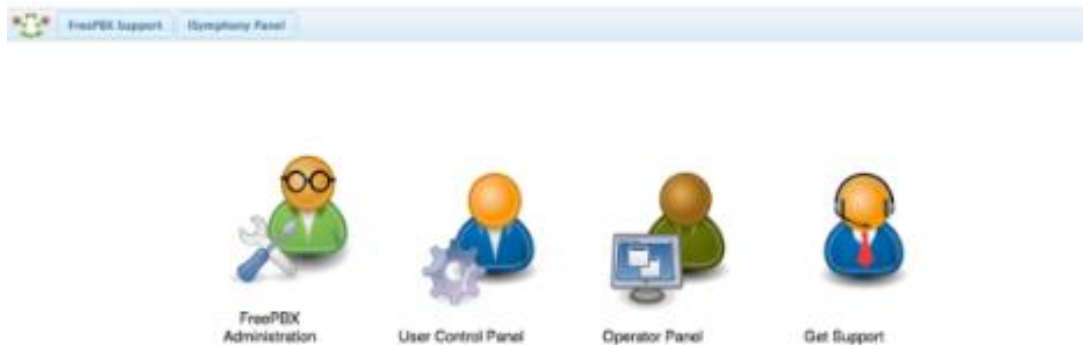 FreePBX Support iSymphony Panel
FreePBX
Administration
User Control Panel
Operator Panel
Get Support